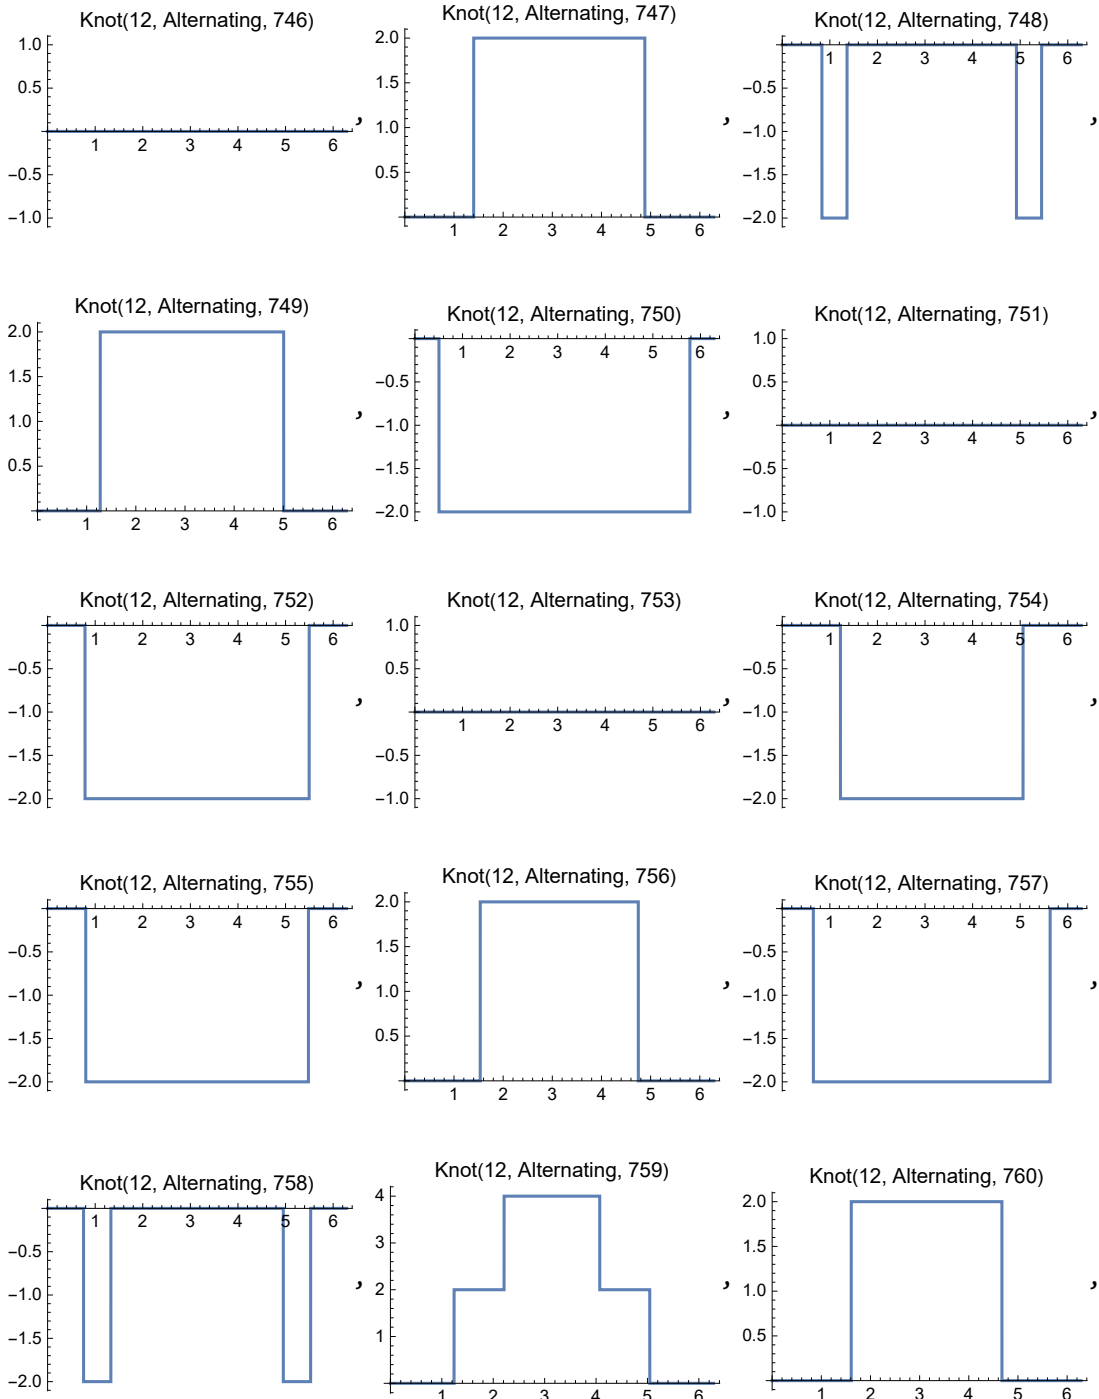 Knot(12, Alternating, 746)
1.0
0.5
1 2 3 4 5 6
−0.5
−1.0
,
Knot(12, Alternating, 747)
2.0
1.5
1.0
0.5
1 2 3 4 5 6
,
Knot(12, Alternating, 748)
1 2 3 4 5 6
−0.5
−1.0
−1.5
−2.0
,
Knot(12, Alternating, 749)
2.0
1.5
1.0
0.5
1 2 3 4 5 6
,
Knot(12, Alternating, 750)
1 2 3 4 5 6
−0.5
−1.0
−1.5
−2.0
,
Knot(12, Alternating, 751)
1.0
0.5
1 2 3 4 5 6
−0.5
−1.0
,
Knot(12, Alternating, 752)
1 2 3 4 5 6
−0.5
−1.0
−1.5
−2.0
,
Knot(12, Alternating, 753)
1.0
0.5
1 2 3 4 5 6
−0.5
−1.0
,
Knot(12, Alternating, 754)
1 2 3 4 5 6
−0.5
−1.0
−1.5
−2.0
,
Knot(12, Alternating, 755)
1 2 3 4 5 6
−0.5
−1.0
−1.5
−2.0
,
Knot(12, Alternating, 756)
2.0
1.5
1.0
0.5
1 2 3 4 5 6
,
Knot(12, Alternating, 757)
1 2 3 4 5 6
−0.5
−1.0
−1.5
−2.0
,
Knot(12, Alternating, 758)
1 2 3 4 5 6
−0.5
−1.0
−1.5
−2.0
,
Knot(12, Alternating, 759)
4
3
2
1
1 2 3 4 5 6
,
Knot(12, Alternating, 760)
2.0
1.5
1.0
0.5
1 2 3 4 5 6
,